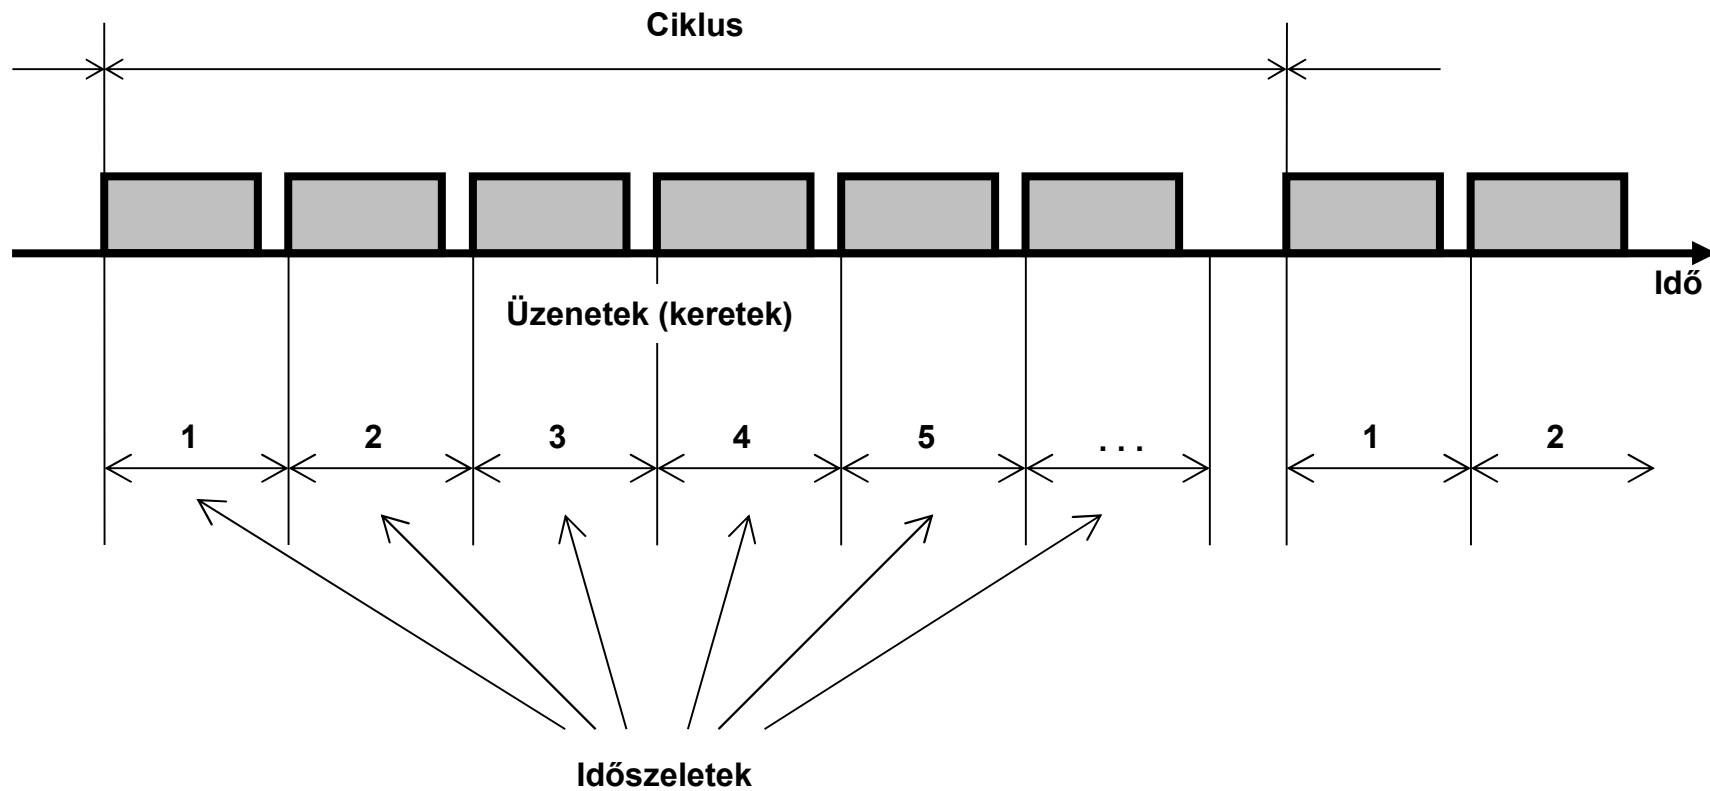 Ciklus
Idő
Üzenetek (keretek)
1 2 3 4 5 . . . 1 2
Időszeletek